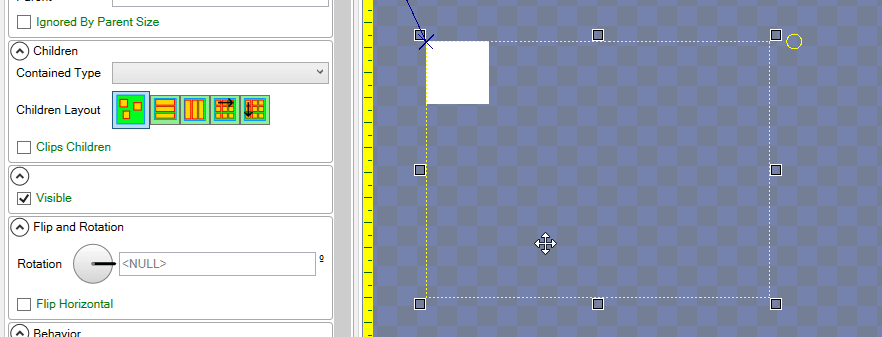 Ignored By Parent Size
Children
Contained Type
Children Layout
Clips Children
Visible
Flip and Rotation
Rotation <NULL> º
Flip Horizontal
Behavior